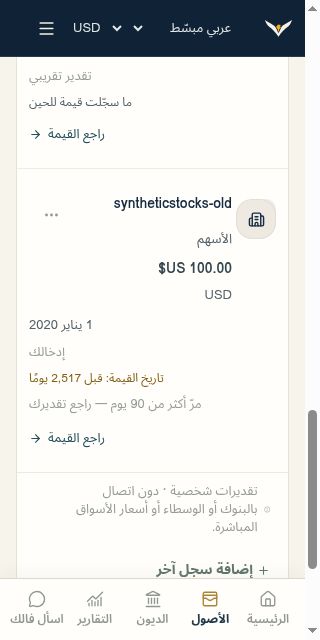 عربي مبسّط
USD
تقدير تقريبي
ما سجّلت قيمة للحين
راجع القيمة
syntheticstocks-old
الأسهم
$US 100.00
USD
1 يناير 2020
إدخالك
تاريخ القيمة: قبل 2,517 يومًا
مرّ أكثر من 90 يوم — راجع تقديرك
راجع القيمة
تقديرات شخصية · دون اتصال
بالبنوك أو الوسطاء أو أسعار الأسواق
المباشرة.
+ إضافة سجل آخر
الرئيسية
الأصول
الديون
التقارير
اسأل فالك